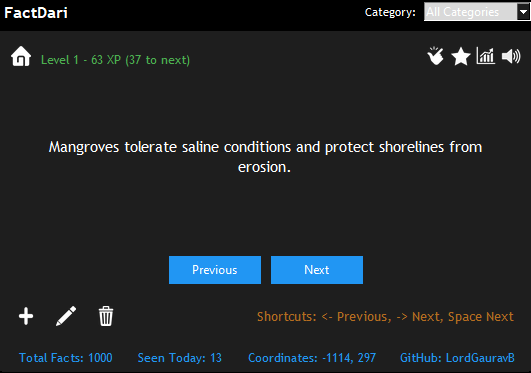 FactDari
Category: All Categories
Level 1 - 63 XP (37 to next)
Mangroves tolerate saline conditions and protect shorelines from
erosion.
Previous Next
Shortcuts: <- Previous, -> Next, Space Next
Total Facts: 1000 Seen Today: 13 Coordinates: -1114, 297 GitHub: LordGauravB